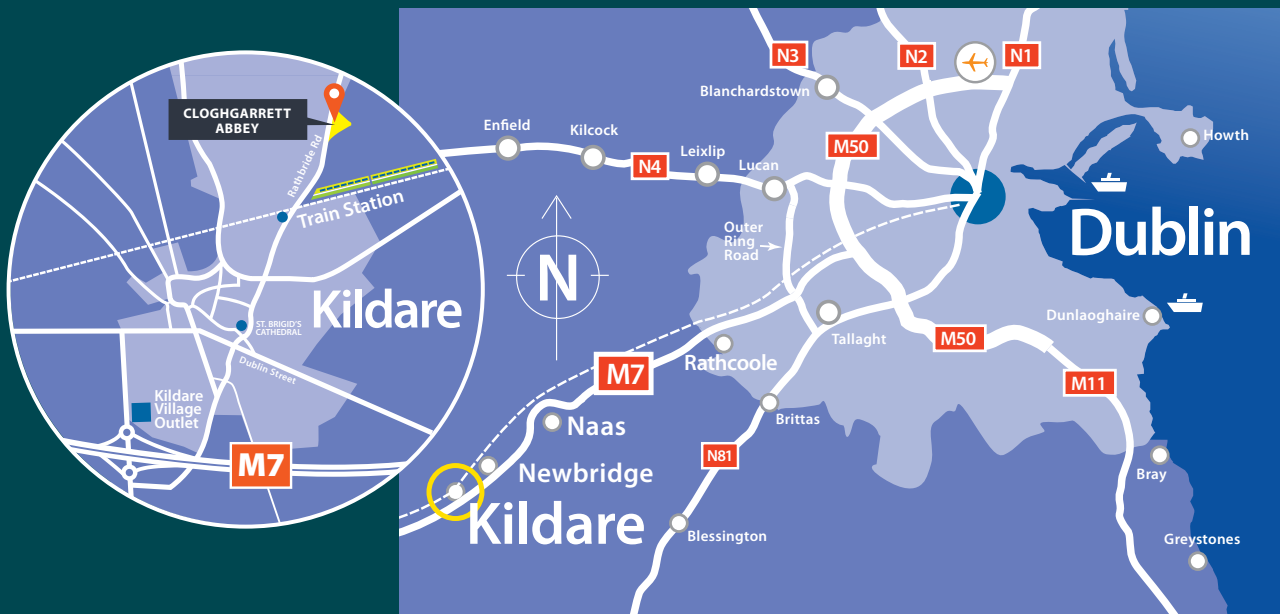 CLOGHGARRETT
ABBEY
Rathbride Rd
Train Station
Kildare
ST. BRIGID'S
CATHEDRAL
Dublin Street
Kildare
Village
Outlet
M7
N3
N2
N1
Blanchardstown
Enfield
Kilcock
N4
Leixlip
Lucan
M50
Howth
Outer
Ring
Road
Dublin
N
Dunlaoghaire
Tallaght
M50
Rathcoole
M7
M11
Brittas
Naas
N81
Bray
Newbridge
Kildare
Blessington
Greystones